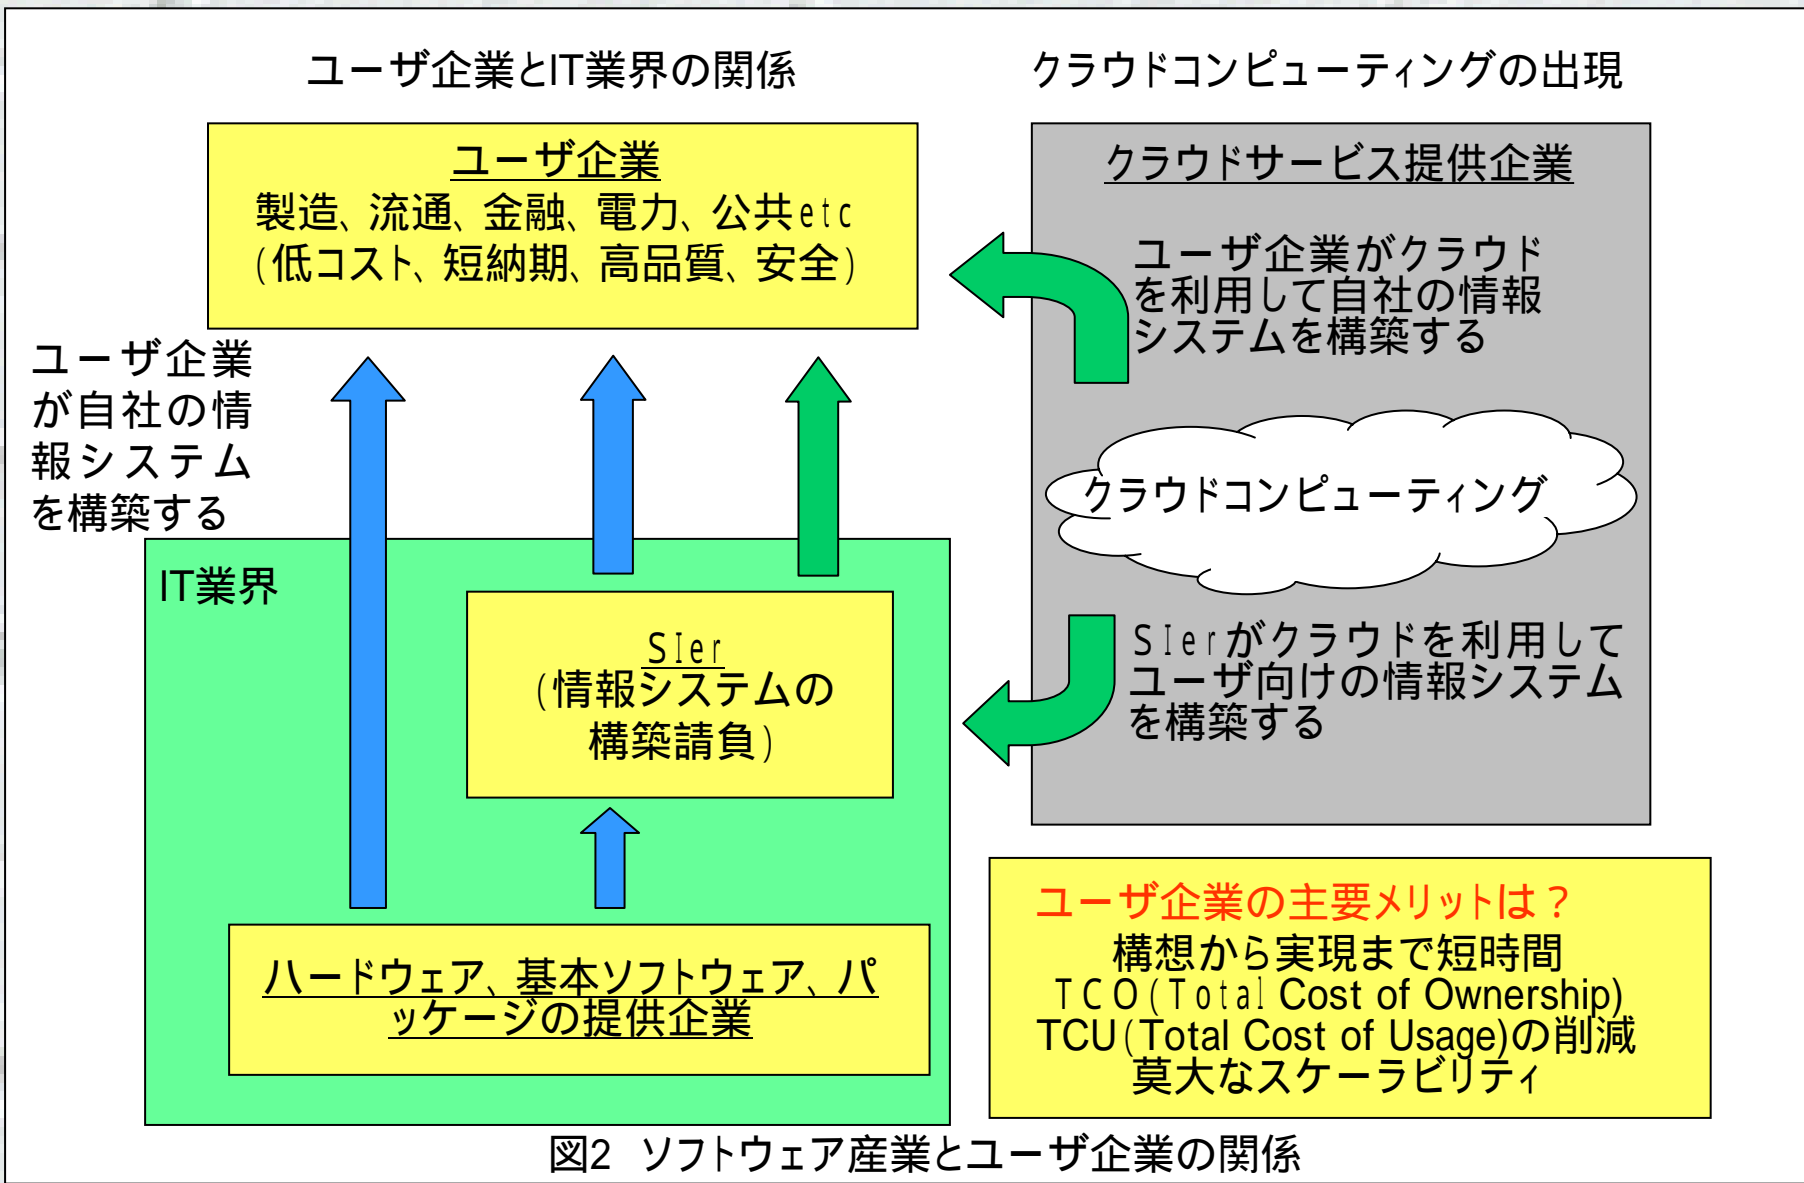 ユーザ企業とIT業界の関係
クラウドコンピューティングの出現
ユーザ企業
製造、流通、金融、電力、公共etc
(低コスト、短納期、高品質、安全)
ユーザ企業
が自社の情
報システム
を構築する
IT業界
SIer
(情報システムの
構築請負)
ハードウェア、基本ソフトウェア、パ
ッケージの提供企業
クラウドサービス提供企業
ユーザ企業がクラウド
を利用して自社の情報
システムを構築する
クラウドコンピューティング
SIerがクラウドを利用して
ユーザ向けの情報システム
を構築する
ユーザ企業の主要メリットは？
構想から実現まで短時間
TCO(Total Cost of Ownership)
TCU(Total Cost of Usage)の削減
莫大なスケーラビリティ
図2 ソフトウェア産業とユーザ企業の関係